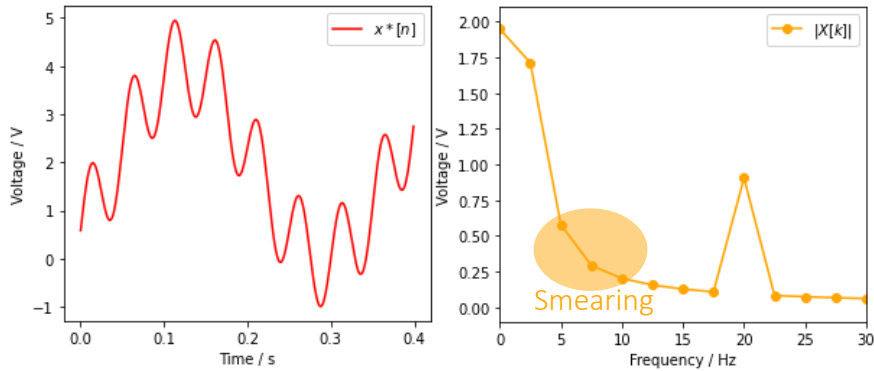 5
4
3
2
1
0
−1
Voltage / V
x*[n]
0.0 0.1 0.2 0.3 0.4
Time / s
2.00
1.75
1.50
1.25
1.00
0.75
0.50
0.25
0.00
Voltage / V
|X[k]|
Smearing
0 5 10 15 20 25 30
Frequency / Hz